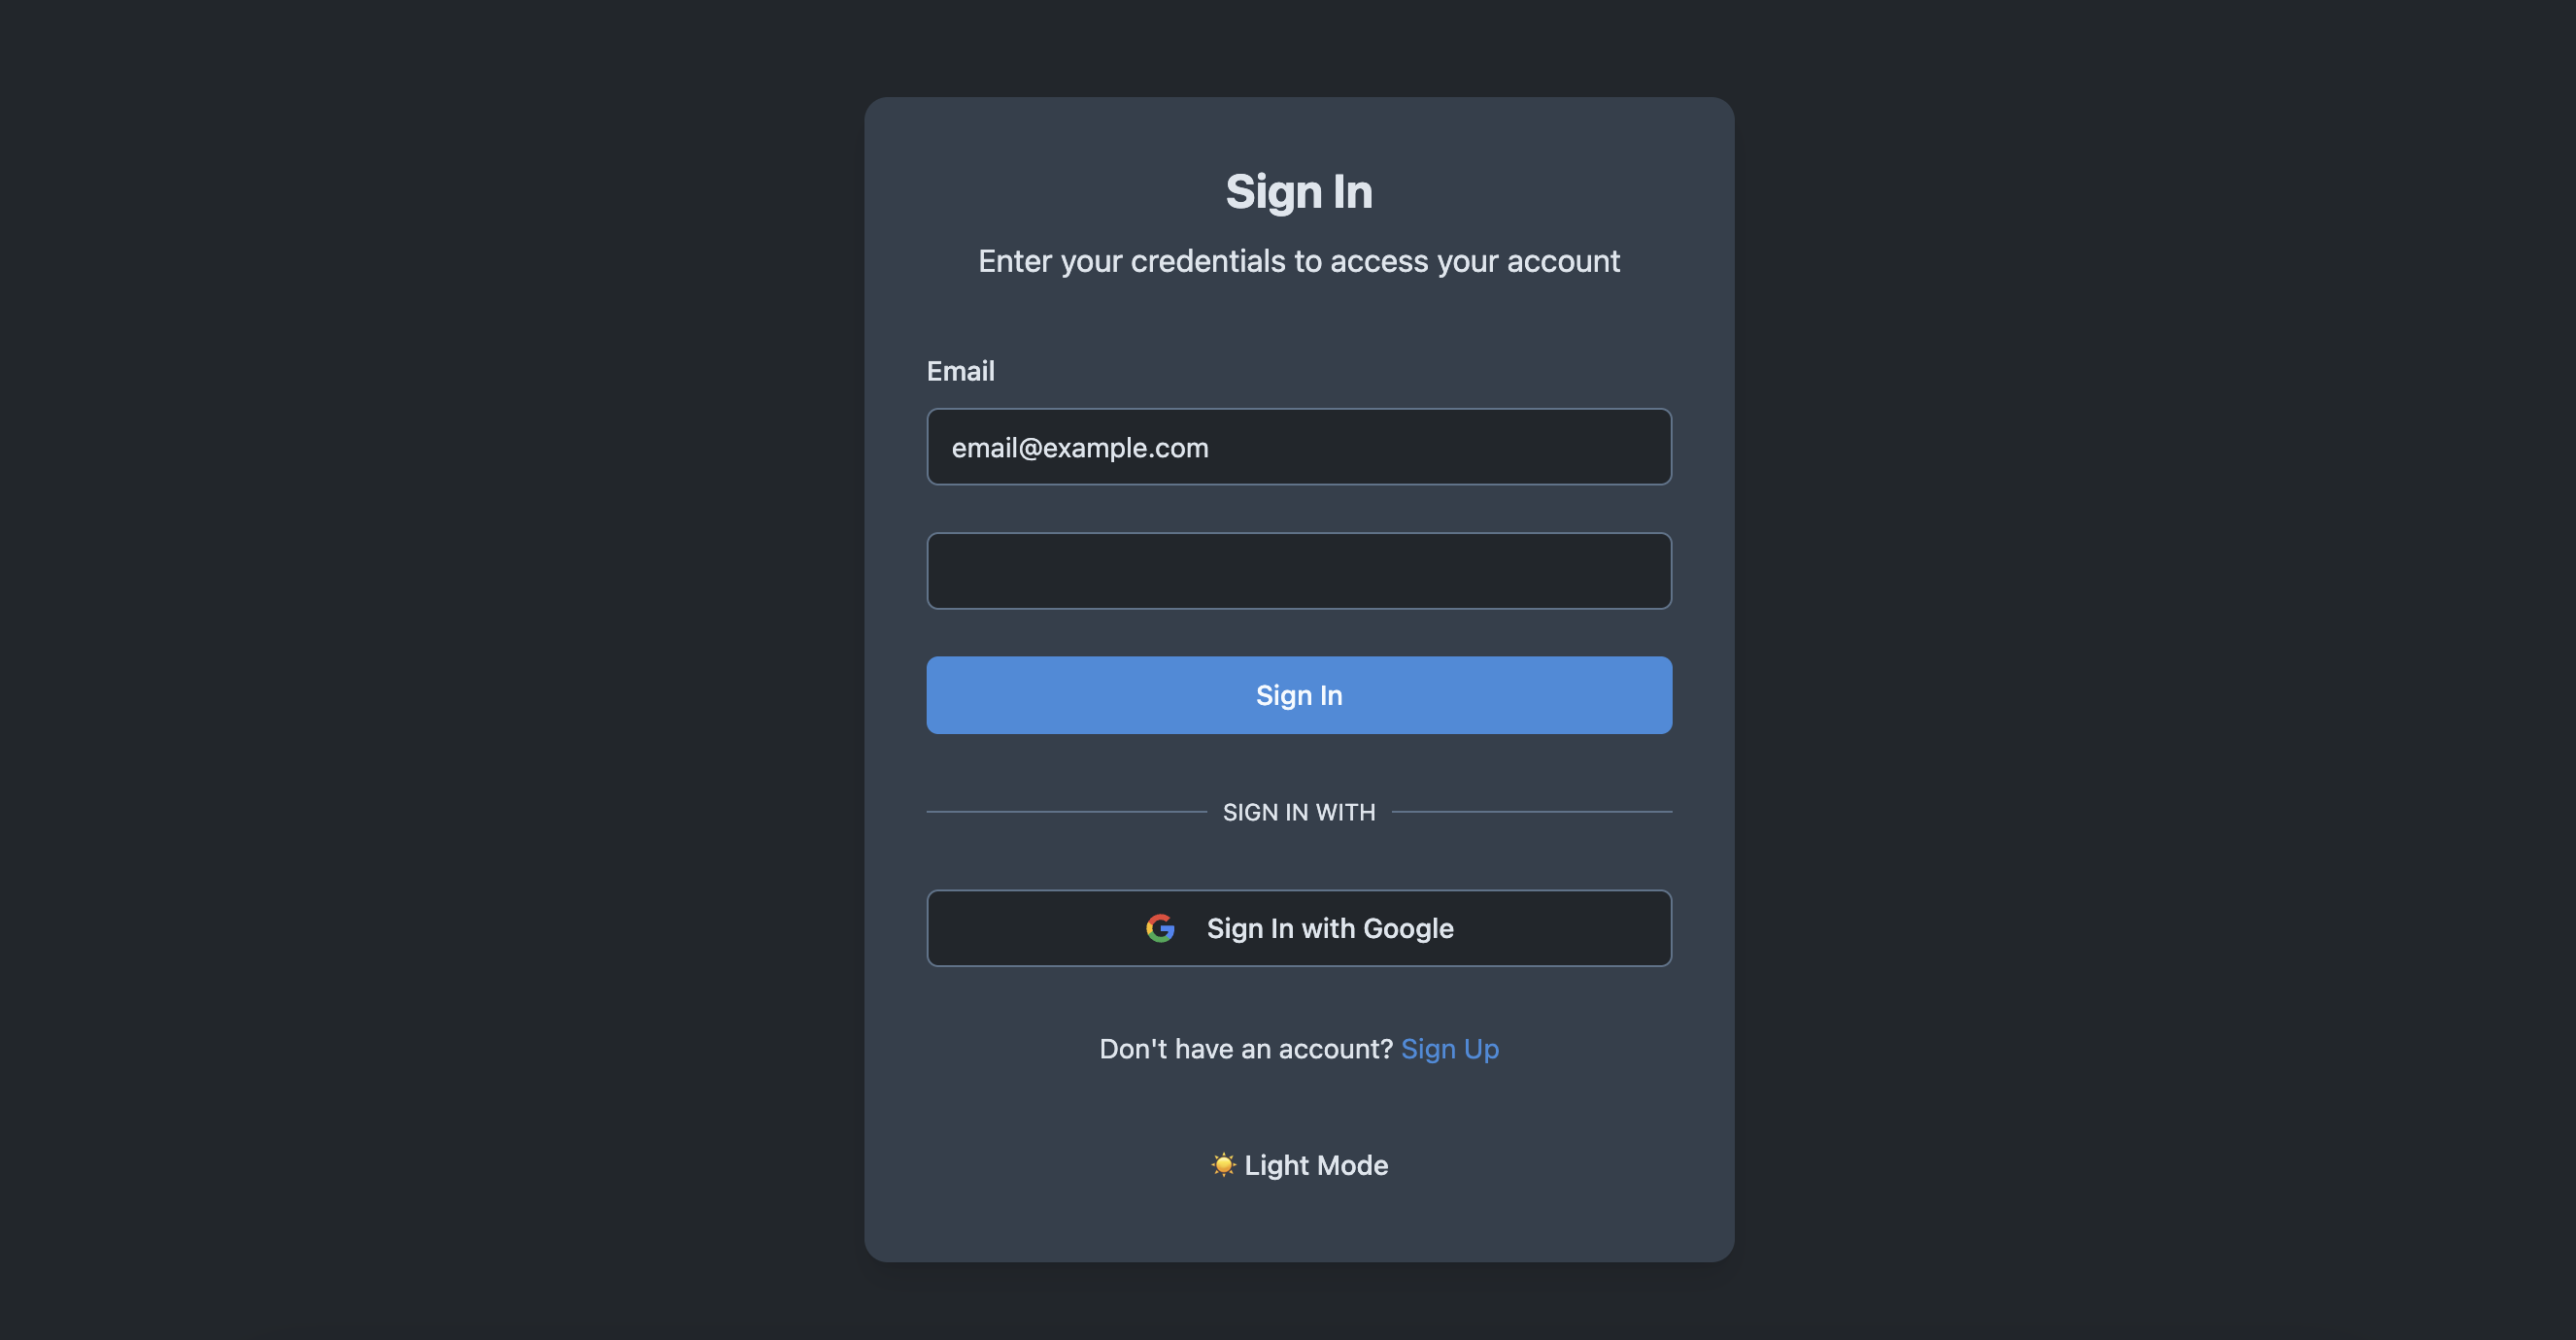 Sign In
Enter your credentials to access your account
Email
email@example.com
Sign In
SIGN IN WITH
Sign In with Google
Don't have an account? Sign Up
☀️ Light Mode